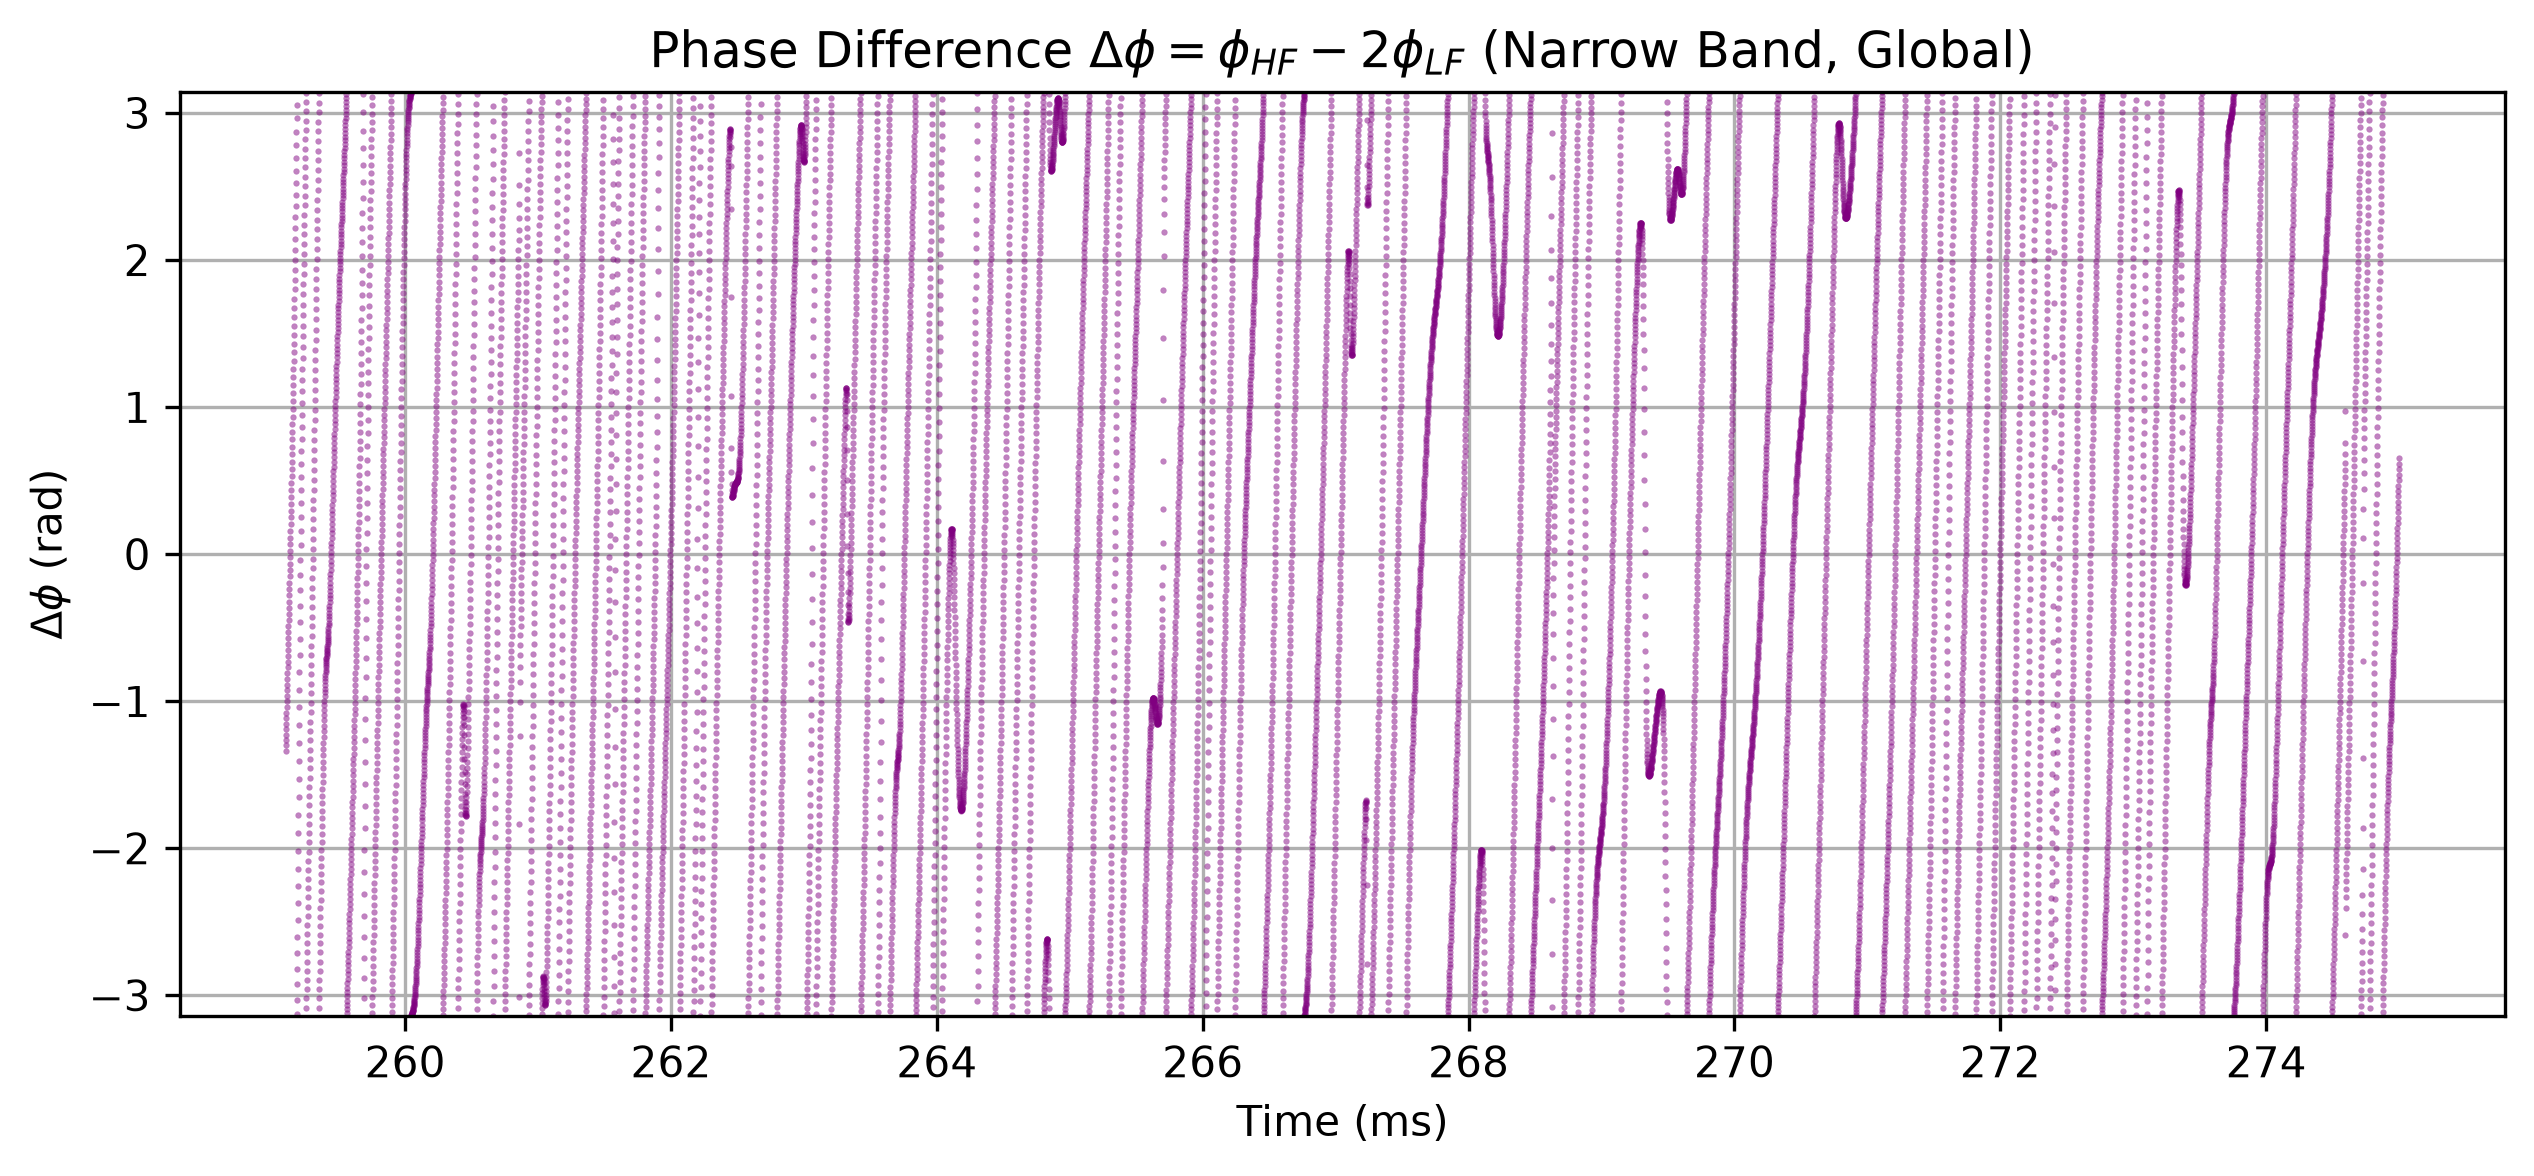 Phase Difference Δϕ = ϕ_HF − 2ϕ_LF (Narrow Band, Global)
Δϕ (rad)
3
2
1
0
−1
−2
−3
260 262 264 266 268 270 272 274
Time (ms)